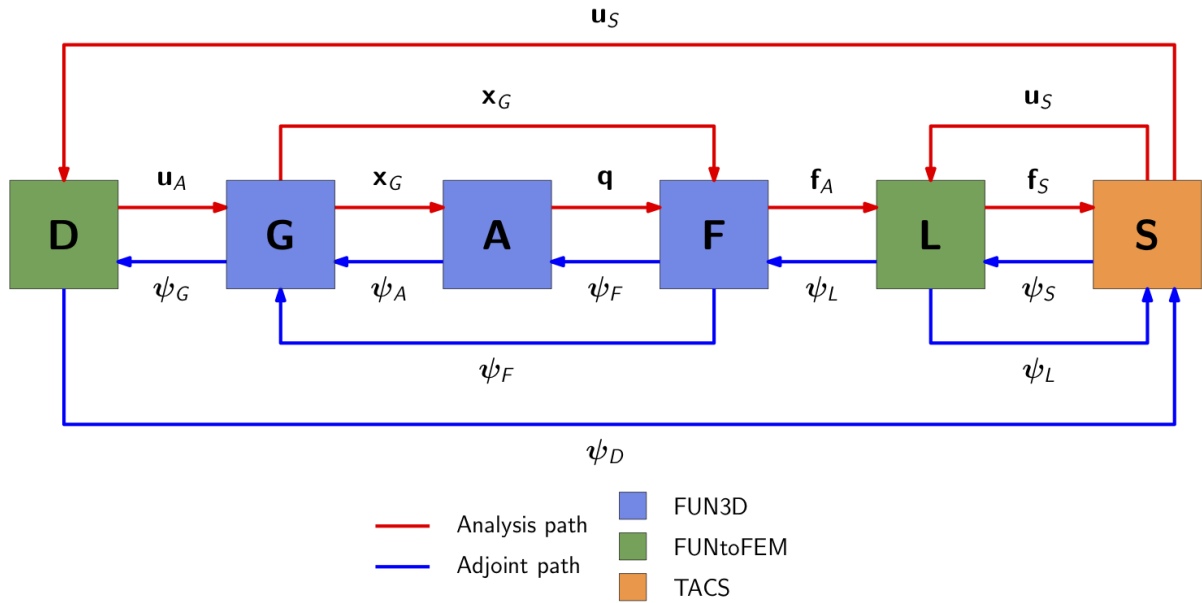 u_S
x_G u_S
u_A x_G q f_A f_S
D G A F L S
ψ_G ψ_A ψ_F ψ_L ψ_S
ψ_F ψ_L
ψ_D
Analysis path
Adjoint path
FUN3D
FUNtoFEM
TACS